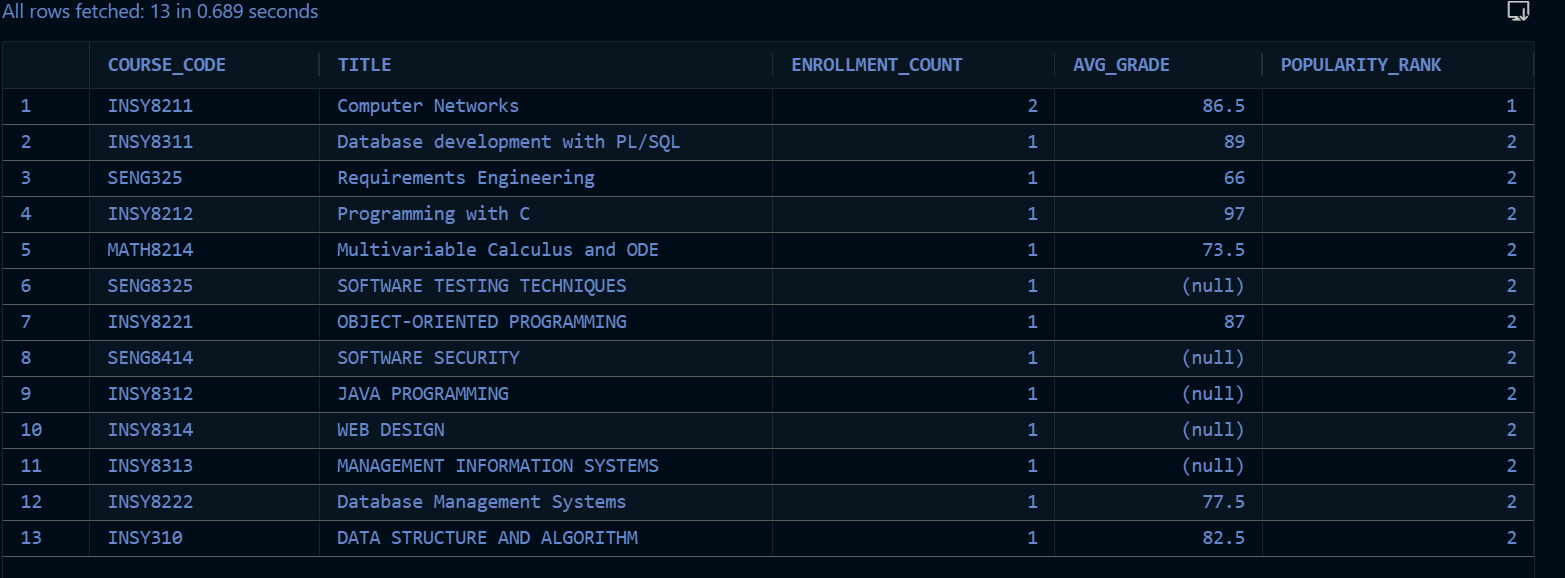 All rows fetched: 13 in 0.689 seconds
COURSE_CODE TITLE ENROLLMENT_COUNT AVG_GRADE POPULARITY_RANK
1 INSY8211 Computer Networks 2 86.5 1
2 INSY8311 Database development with PL/SQL 1 89 2
3 SENG325 Requirements Engineering 1 66 2
4 INSY8212 Programming with C 1 97 2
5 MATH8214 Multivariable Calculus and ODE 1 73.5 2
6 SENG8325 SOFTWARE TESTING TECHNIQUES 1 (null) 2
7 INSY8221 OBJECT-ORIENTED PROGRAMMING 1 87 2
8 SENG8414 SOFTWARE SECURITY 1 (null) 2
9 INSY8312 JAVA PROGRAMMING 1 (null) 2
10 INSY8314 WEB DESIGN 1 (null) 2
11 INSY8313 MANAGEMENT INFORMATION SYSTEMS 1 (null) 2
12 INSY8222 Database Management Systems 1 77.5 2
13 INSY310 DATA STRUCTURE AND ALGORITHM 1 82.5 2